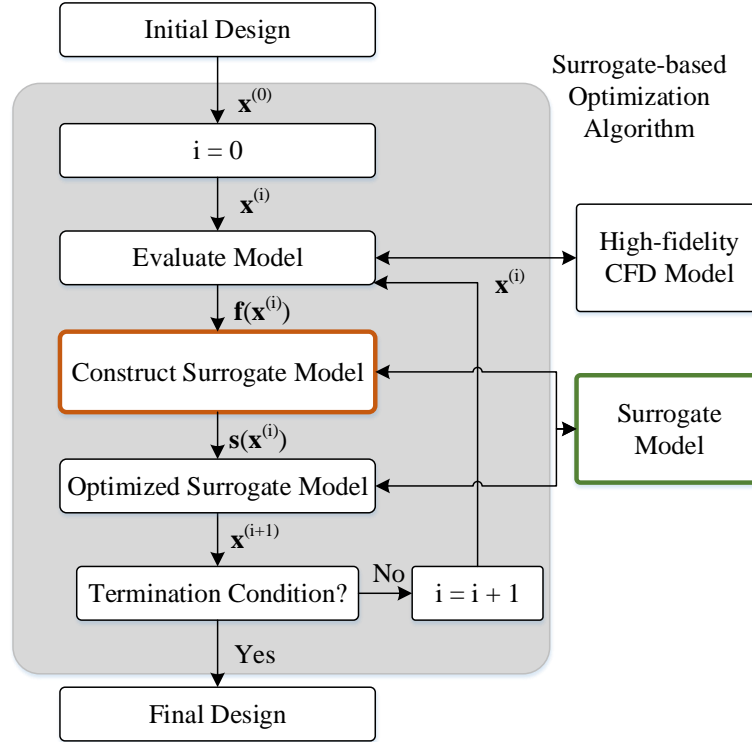 Initial Design
Surrogate-based
Optimization
Algorithm
x^(0)
i = 0
x^(i)
Evaluate Model
High-fidelity
CFD Model
x^(i)
f(x^(i))
Construct Surrogate Model
Surrogate
Model
s(x^(i))
Optimized Surrogate Model
x^(i+1)
Termination Condition?
No
i = i + 1
Yes
Final Design